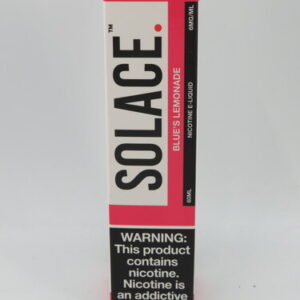 SOLACE.™
BLUE'S LEMONADE
NICOTINE E-LIQUID
6MG/ML
60ML
WARNING:
This product
contains
nicotine.
Nicotine is
an addictive